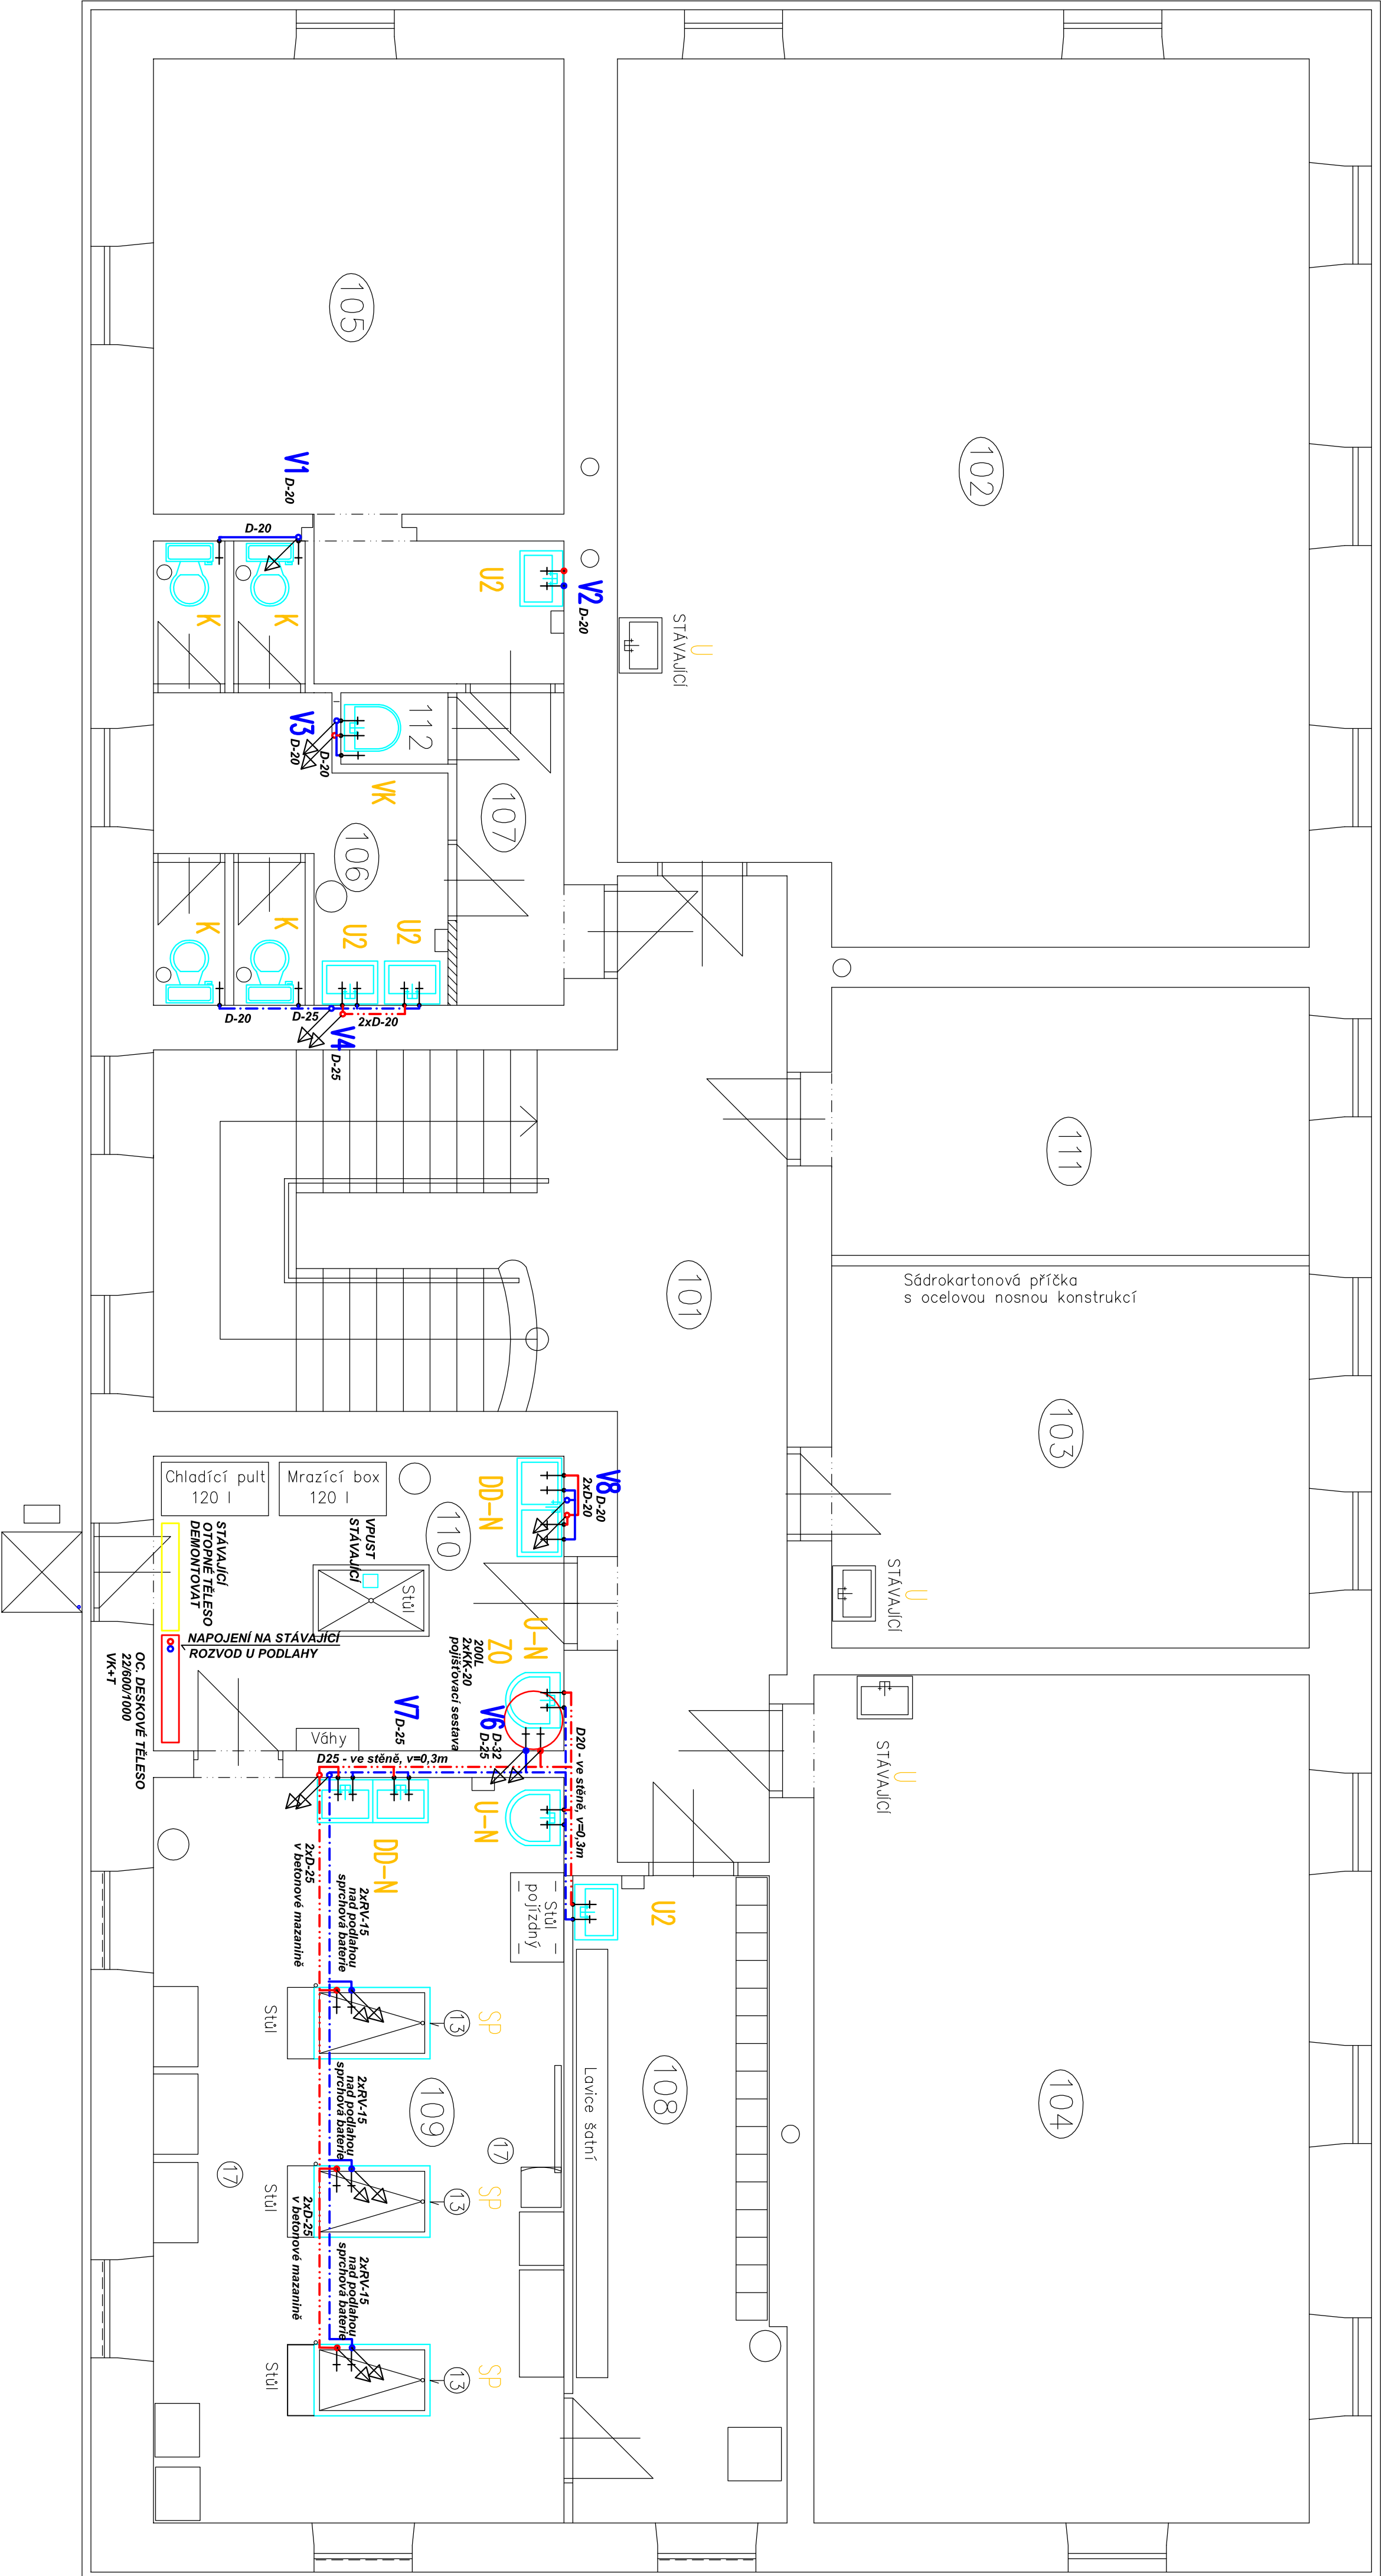 105
102
V1
D-20
D-20
K
K
U2
V2
D-20
U
STÁVAJÍCÍ
112
V3
D-20
D-20
VK
107
106
K
K
U2
U2
D-20
D-25
2xD-20
V4
D-25
111
101
Sádrokartonová příčka
s ocelovou nosnou konstrukcí
103
Chladící pult
120 l
Mrazící box
120 l
110
DD-N
V8
D-20
2xD-20
STÁVAJÍCÍ
OTOPNÉ TĚLESO
DEMONTOVAT
VPUST
STÁVAJÍCÍ
Stůl
U
STÁVAJÍCÍ
NAPOJENÍ NA STÁVAJÍCÍ
ROZVOD U PODLAHY
OC. DESKOVÉ TĚLESO
22/600/1000
VK+T
U-N
ZO
200L
2xKK-20
pojišťovací sestava
V7
D-25
V6
D-32
D-25
Váhy
D25 - ve stěně, v=0,3m
D20 - ve stěně, v=0,3m
U
STÁVAJÍCÍ
U-N
DD-N
2xD-25
v betonové mazanině
2xRV-15
nad podlahou
sprchová baterie
Stůl
pojízdný
U2
Stůl
13
SP
108
Lavice šatní
104
109
2xRV-15
nad podlahou
sprchová baterie
17
17
Stůl
13
SP
2xD-25
v betonové mazanině
2xRV-15
nad podlahou
sprchová baterie
Stůl
13
SP